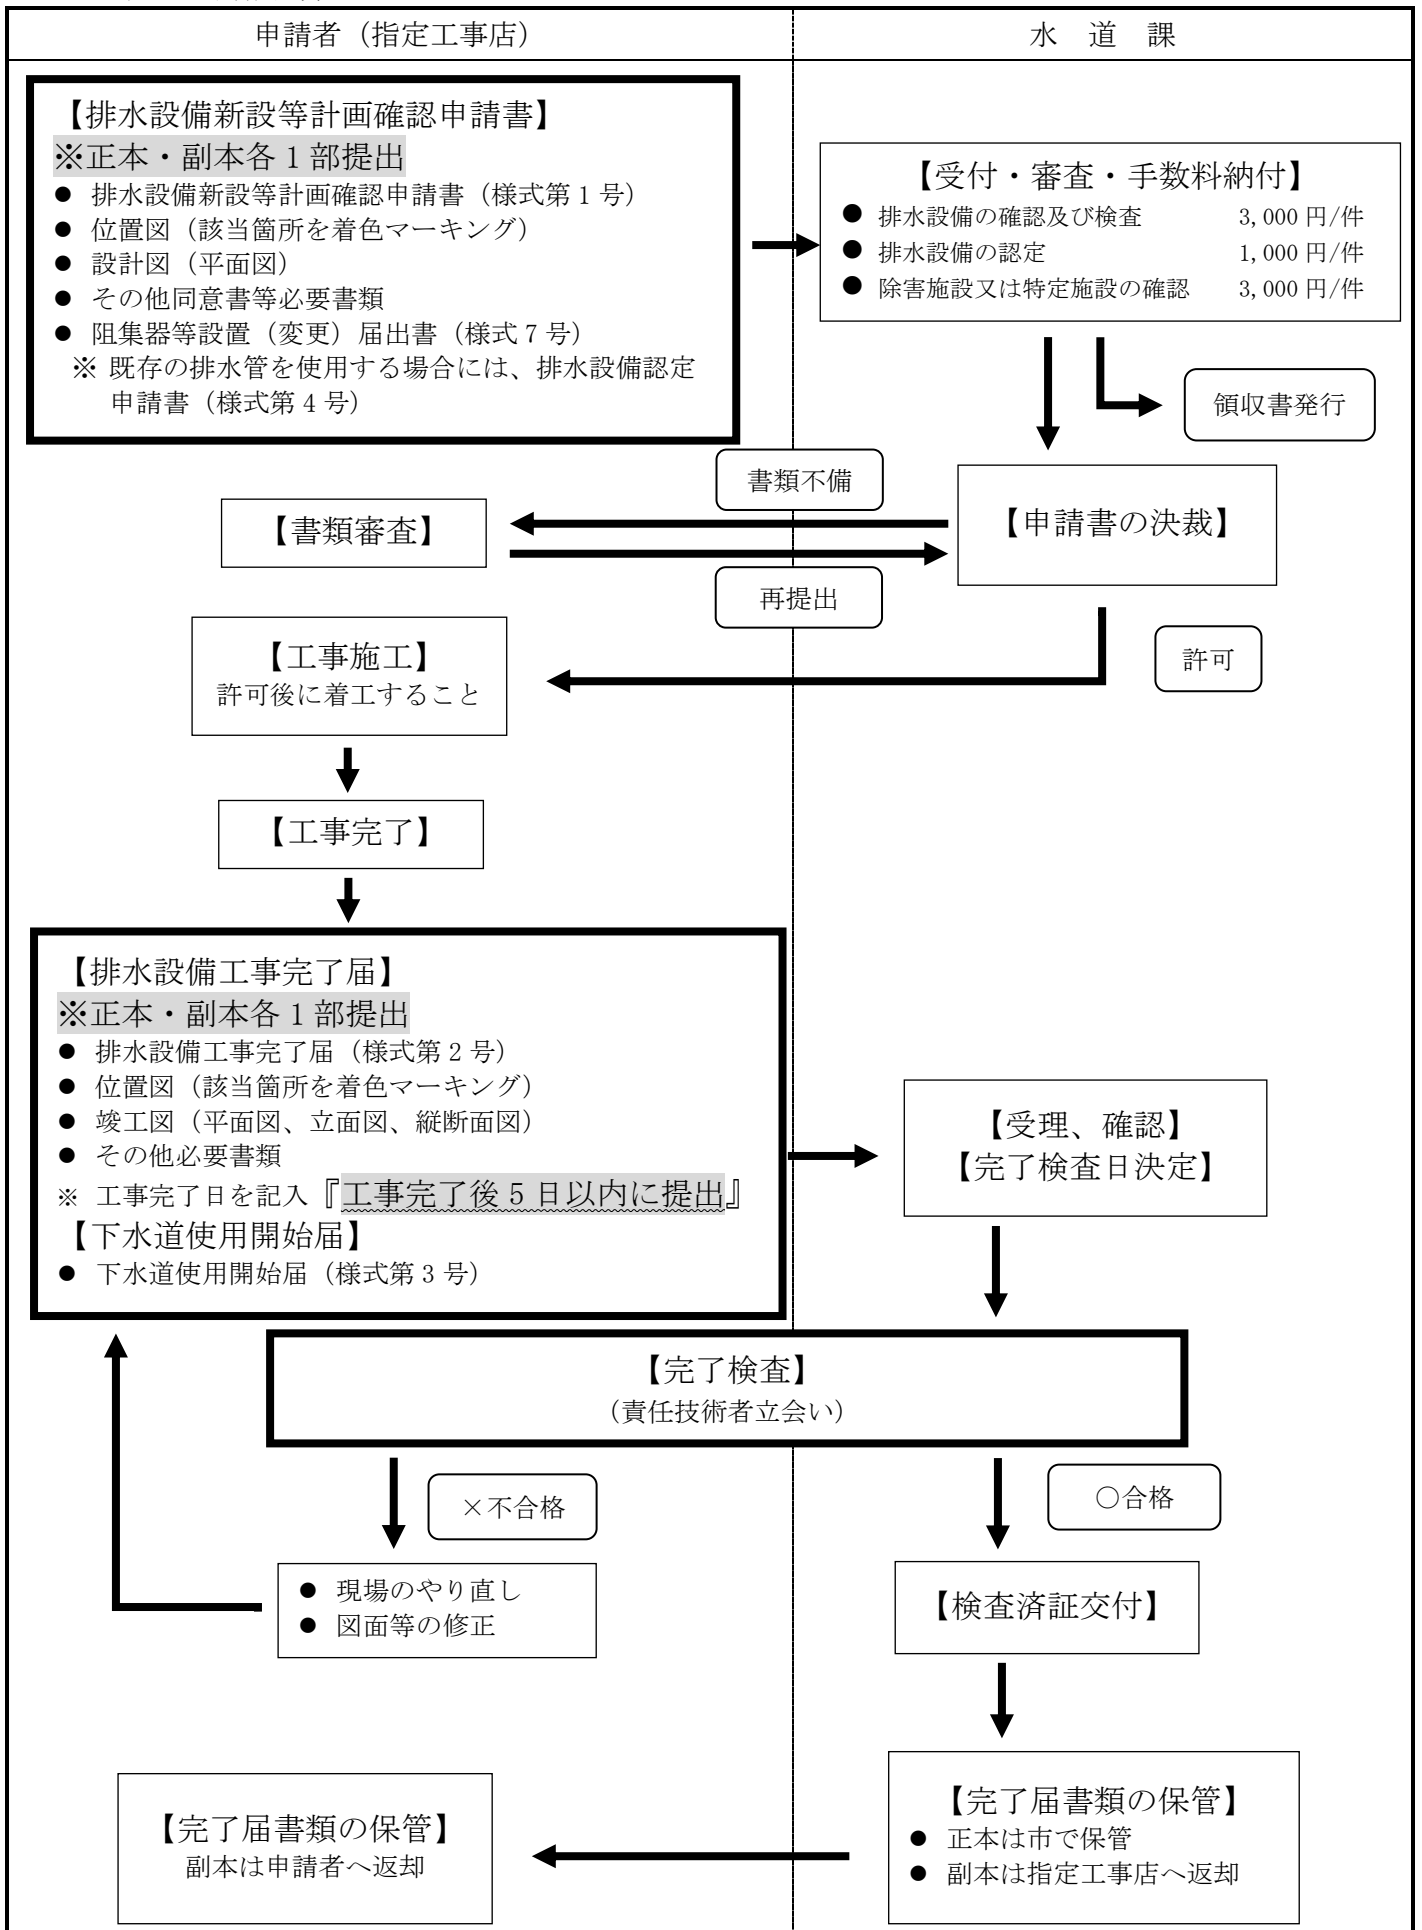 申請者（指定工事店）
水　道　課
【排水設備新設等計画確認申請書】
※正本・副本各1部提出
● 排水設備新設等計画確認申請書（様式第1号）
● 位置図（該当箇所を着色マーキング）
● 設計図（平面図）
● その他同意書等必要書類
● 阻集器等設置（変更）届出書（様式7号）
※ 既存の排水管を使用する場合には、排水設備認定
申請書（様式第4号）
【受付・審査・手数料納付】
● 排水設備の確認及び検査　3,000円/件
● 排水設備の認定　1,000円/件
● 除害施設又は特定施設の確認　3,000円/件
領収書発行
書類不備
【書類審査】
【申請書の決裁】
再提出
【工事施工】
許可後に着工すること
許可
【工事完了】
【排水設備工事完了届】
※正本・副本各1部提出
● 排水設備工事完了届（様式第2号）
● 位置図（該当箇所を着色マーキング）
● 竣工図（平面図、立面図、縦断面図）
● その他必要書類
※ 工事完了日を記入『工事完了後5日以内に提出』
【下水道使用開始届】
● 下水道使用開始届（様式第3号）
【受理、確認】
【完了検査日決定】
【完了検査】
（責任技術者立会い）
×不合格
○合格
● 現場のやり直し
● 図面等の修正
【検査済証交付】
【完了届書類の保管】
副本は申請者へ返却
【完了届書類の保管】
● 正本は市で保管
● 副本は指定工事店へ返却